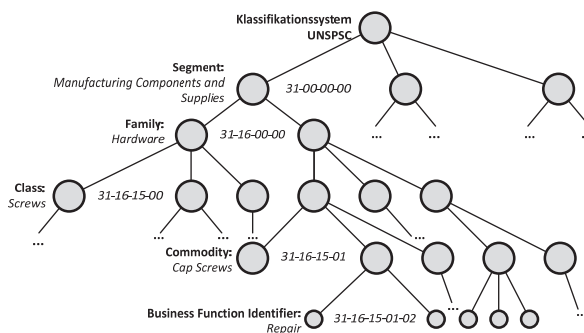 Klassifikationssystem
UNSPSC
Segment:
Manufacturing Components and
Supplies
31-00-00-00
...
...
...
Family:
Hardware
31-16-00-00
Class:
Screws
31-16-15-00
...
...
...
...
...
Commodity:
Cap Screws
31-16-15-01
...
...
Business Function Identifier:
Repair
31-16-15-01-02